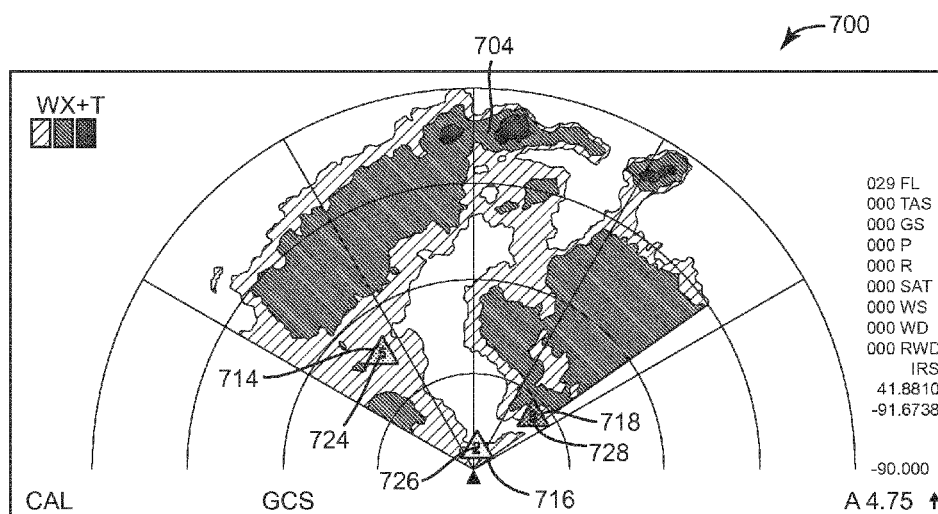 700
704
WX+T
029 FL
000 TAS
000 GS
000 P
000 R
000 SAT
000 WS
000 WD
000 RWD
IRS
41.8810
-91.6738
714
718
724
728
2
726
716
-90.000
CAL
GCS
A 4.75